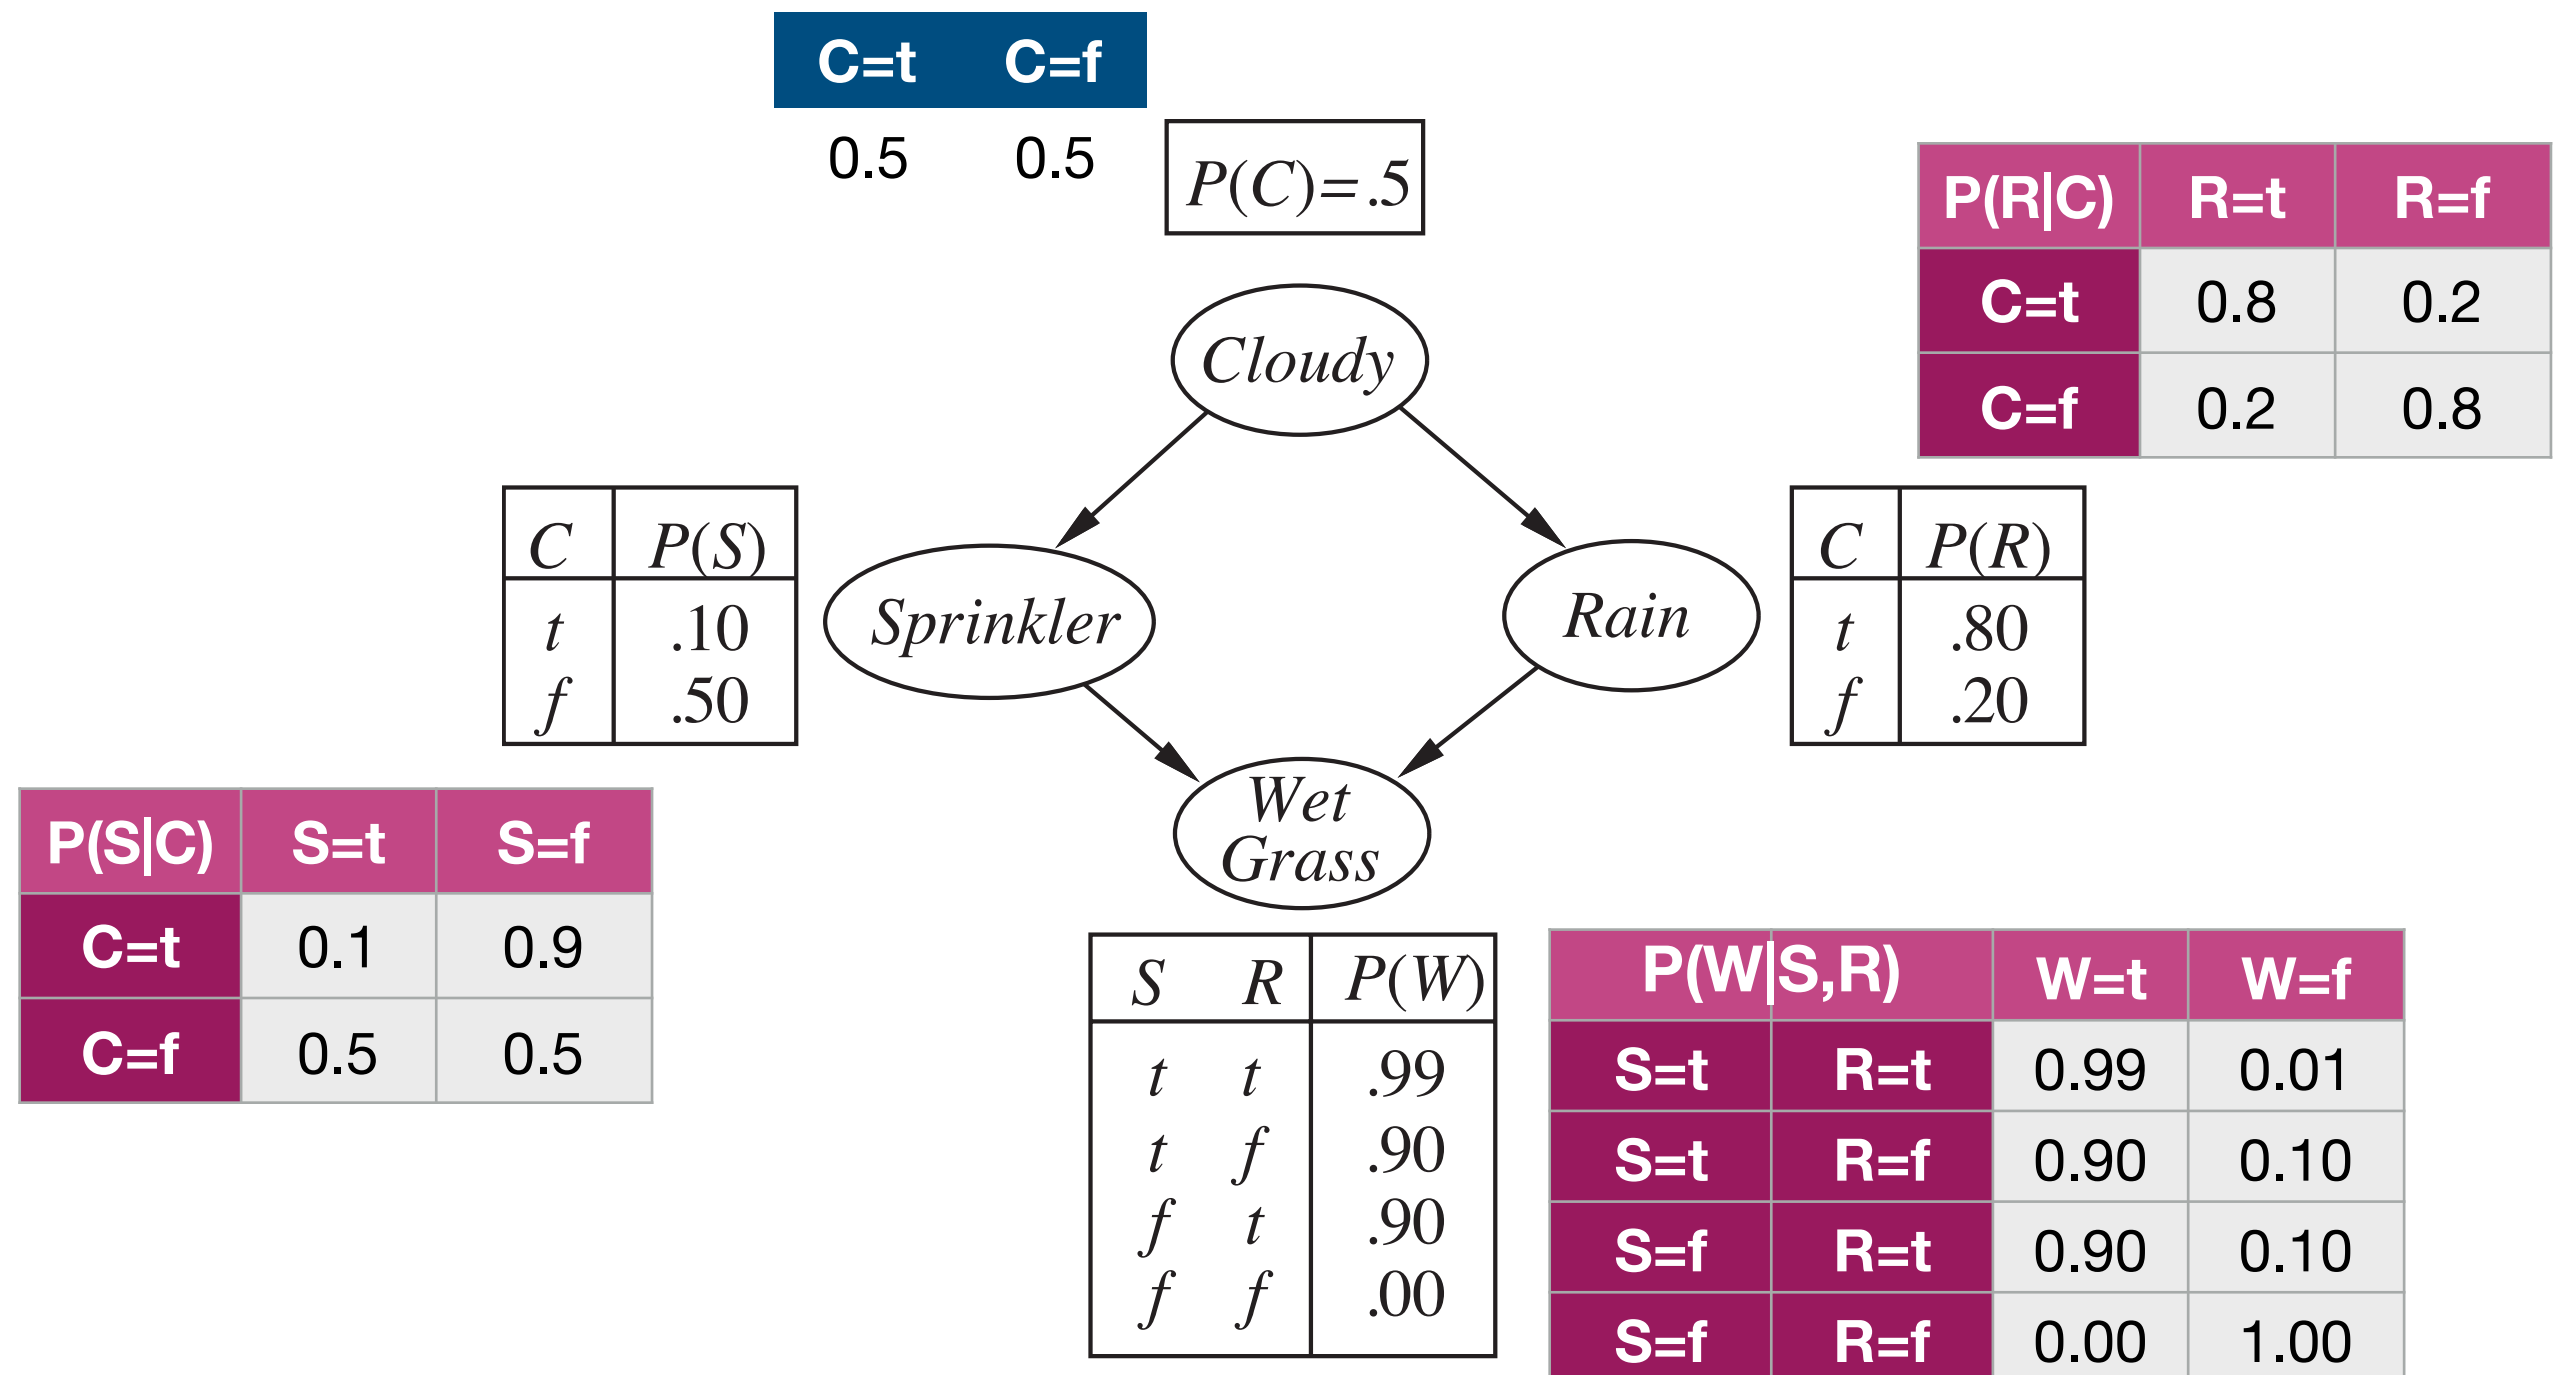 C=t C=f
0.5 0.5
P(C)=.5
P(R|C) R=t R=f
C=t 0.8 0.2
C=f 0.2 0.8
Cloudy
C P(S)
t .10
f .50
Sprinkler
Rain
C P(R)
t .80
f .20
P(S|C) S=t S=f
C=t 0.1 0.9
C=f 0.5 0.5
Wet
Grass
S R P(W)
t t .99
t f .90
f t .90
f f .00
P(W|S,R) W=t W=f
S=t R=t 0.99 0.01
S=t R=f 0.90 0.10
S=f R=t 0.90 0.10
S=f R=f 0.00 1.00